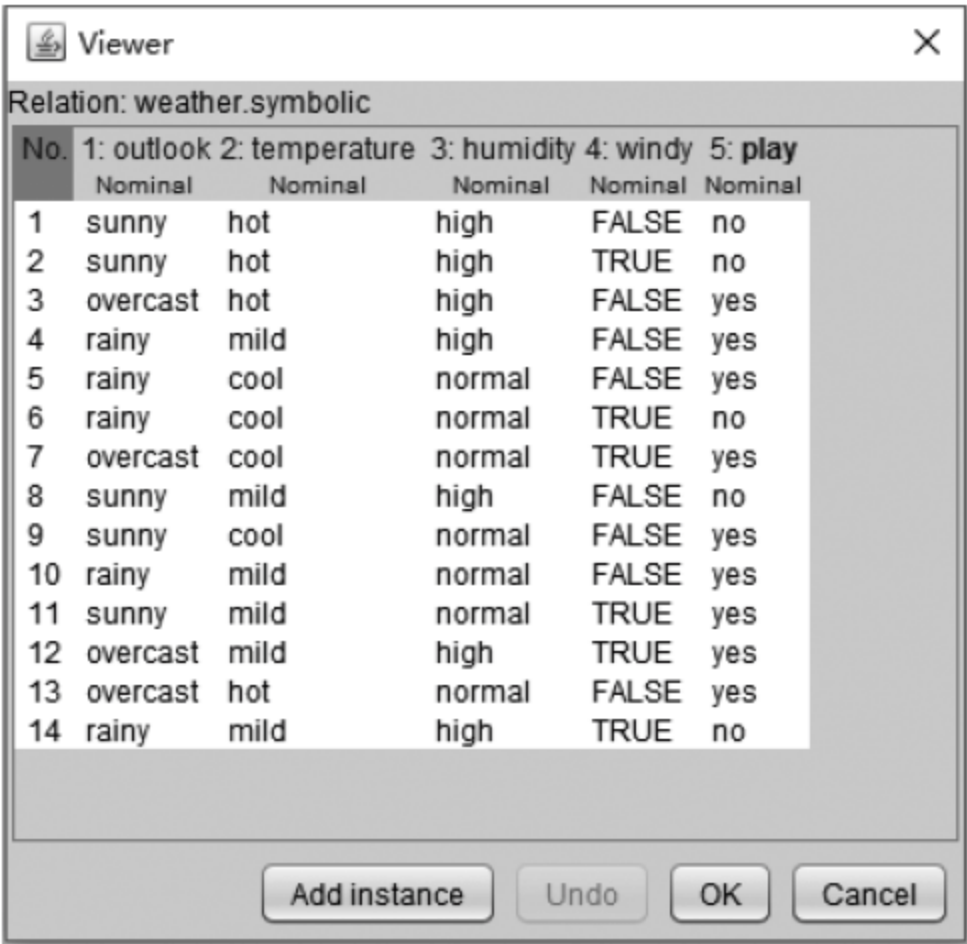 Viewer
Relation: weather.symbolic
No. 1: outlook 2: temperature 3: humidity 4: windy 5: play
Nominal Nominal Nominal Nominal Nominal
1 sunny hot high FALSE no
2 sunny hot high TRUE no
3 overcast hot high FALSE yes
4 rainy mild high FALSE yes
5 rainy cool normal FALSE yes
6 rainy cool normal TRUE no
7 overcast cool normal TRUE yes
8 sunny mild high FALSE no
9 sunny cool normal FALSE yes
10 rainy mild normal FALSE yes
11 sunny mild normal TRUE yes
12 overcast mild high TRUE yes
13 overcast hot normal FALSE yes
14 rainy mild high TRUE no
Add instance Undo OK Cancel